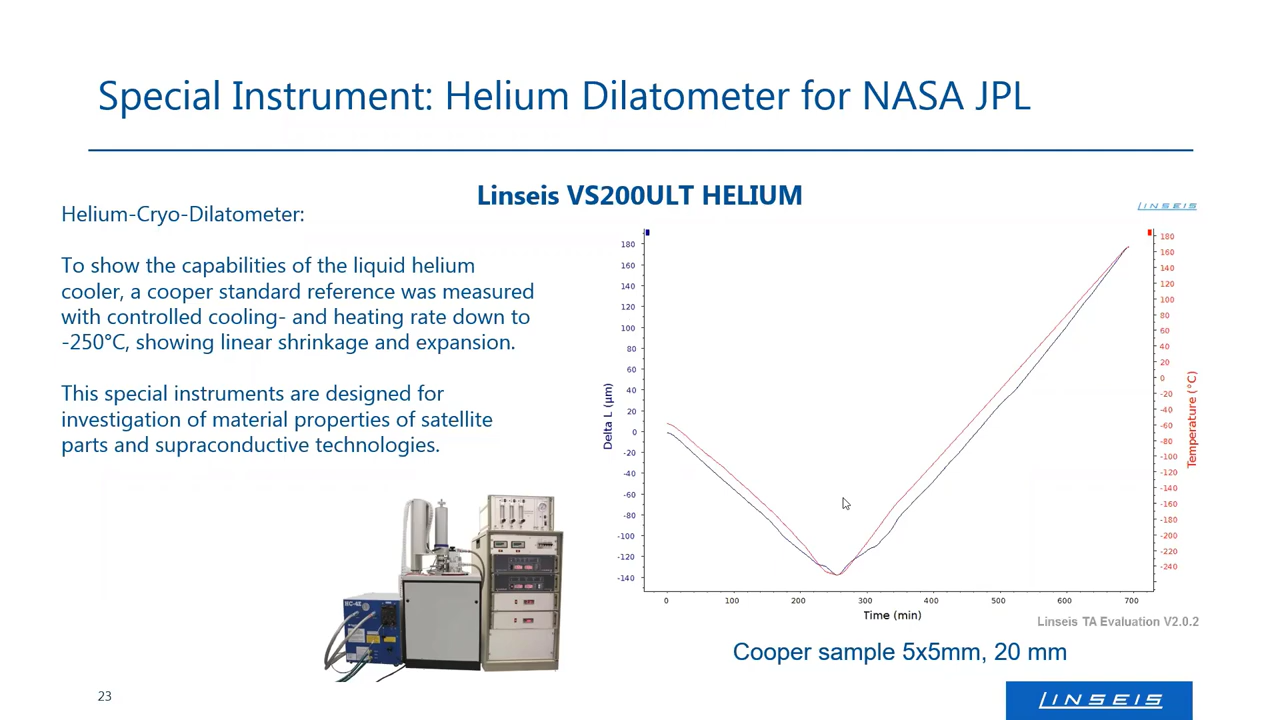 Special Instrument: Helium Dilatometer for NASA JPL
Linseis VS200ULT HELIUM
Helium-Cryo-Dilatometer:
To show the capabilities of the liquid helium
cooler, a cooper standard reference was measured
with controlled cooling- and heating rate down to
-250°C, showing linear shrinkage and expansion.
This special instruments are designed for
investigation of material properties of satellite
parts and supraconductive technologies.
HC-4E
LINSEIS
Delta L (µm)
180
160
140
120
100
80
60
40
20
0
-20
-40
-60
-80
-100
-120
-140
180
160
140
120
100
80
60
40
20
0
-20
-40
-60
-80
-100
-120
-140
-160
-180
-200
-220
-240
Temperature (°C)
0 100 200 300 400 500 600 700
Time (min)
Linseis TA Evaluation V2.0.2
Cooper sample 5x5mm, 20 mm
23
LINSEIS